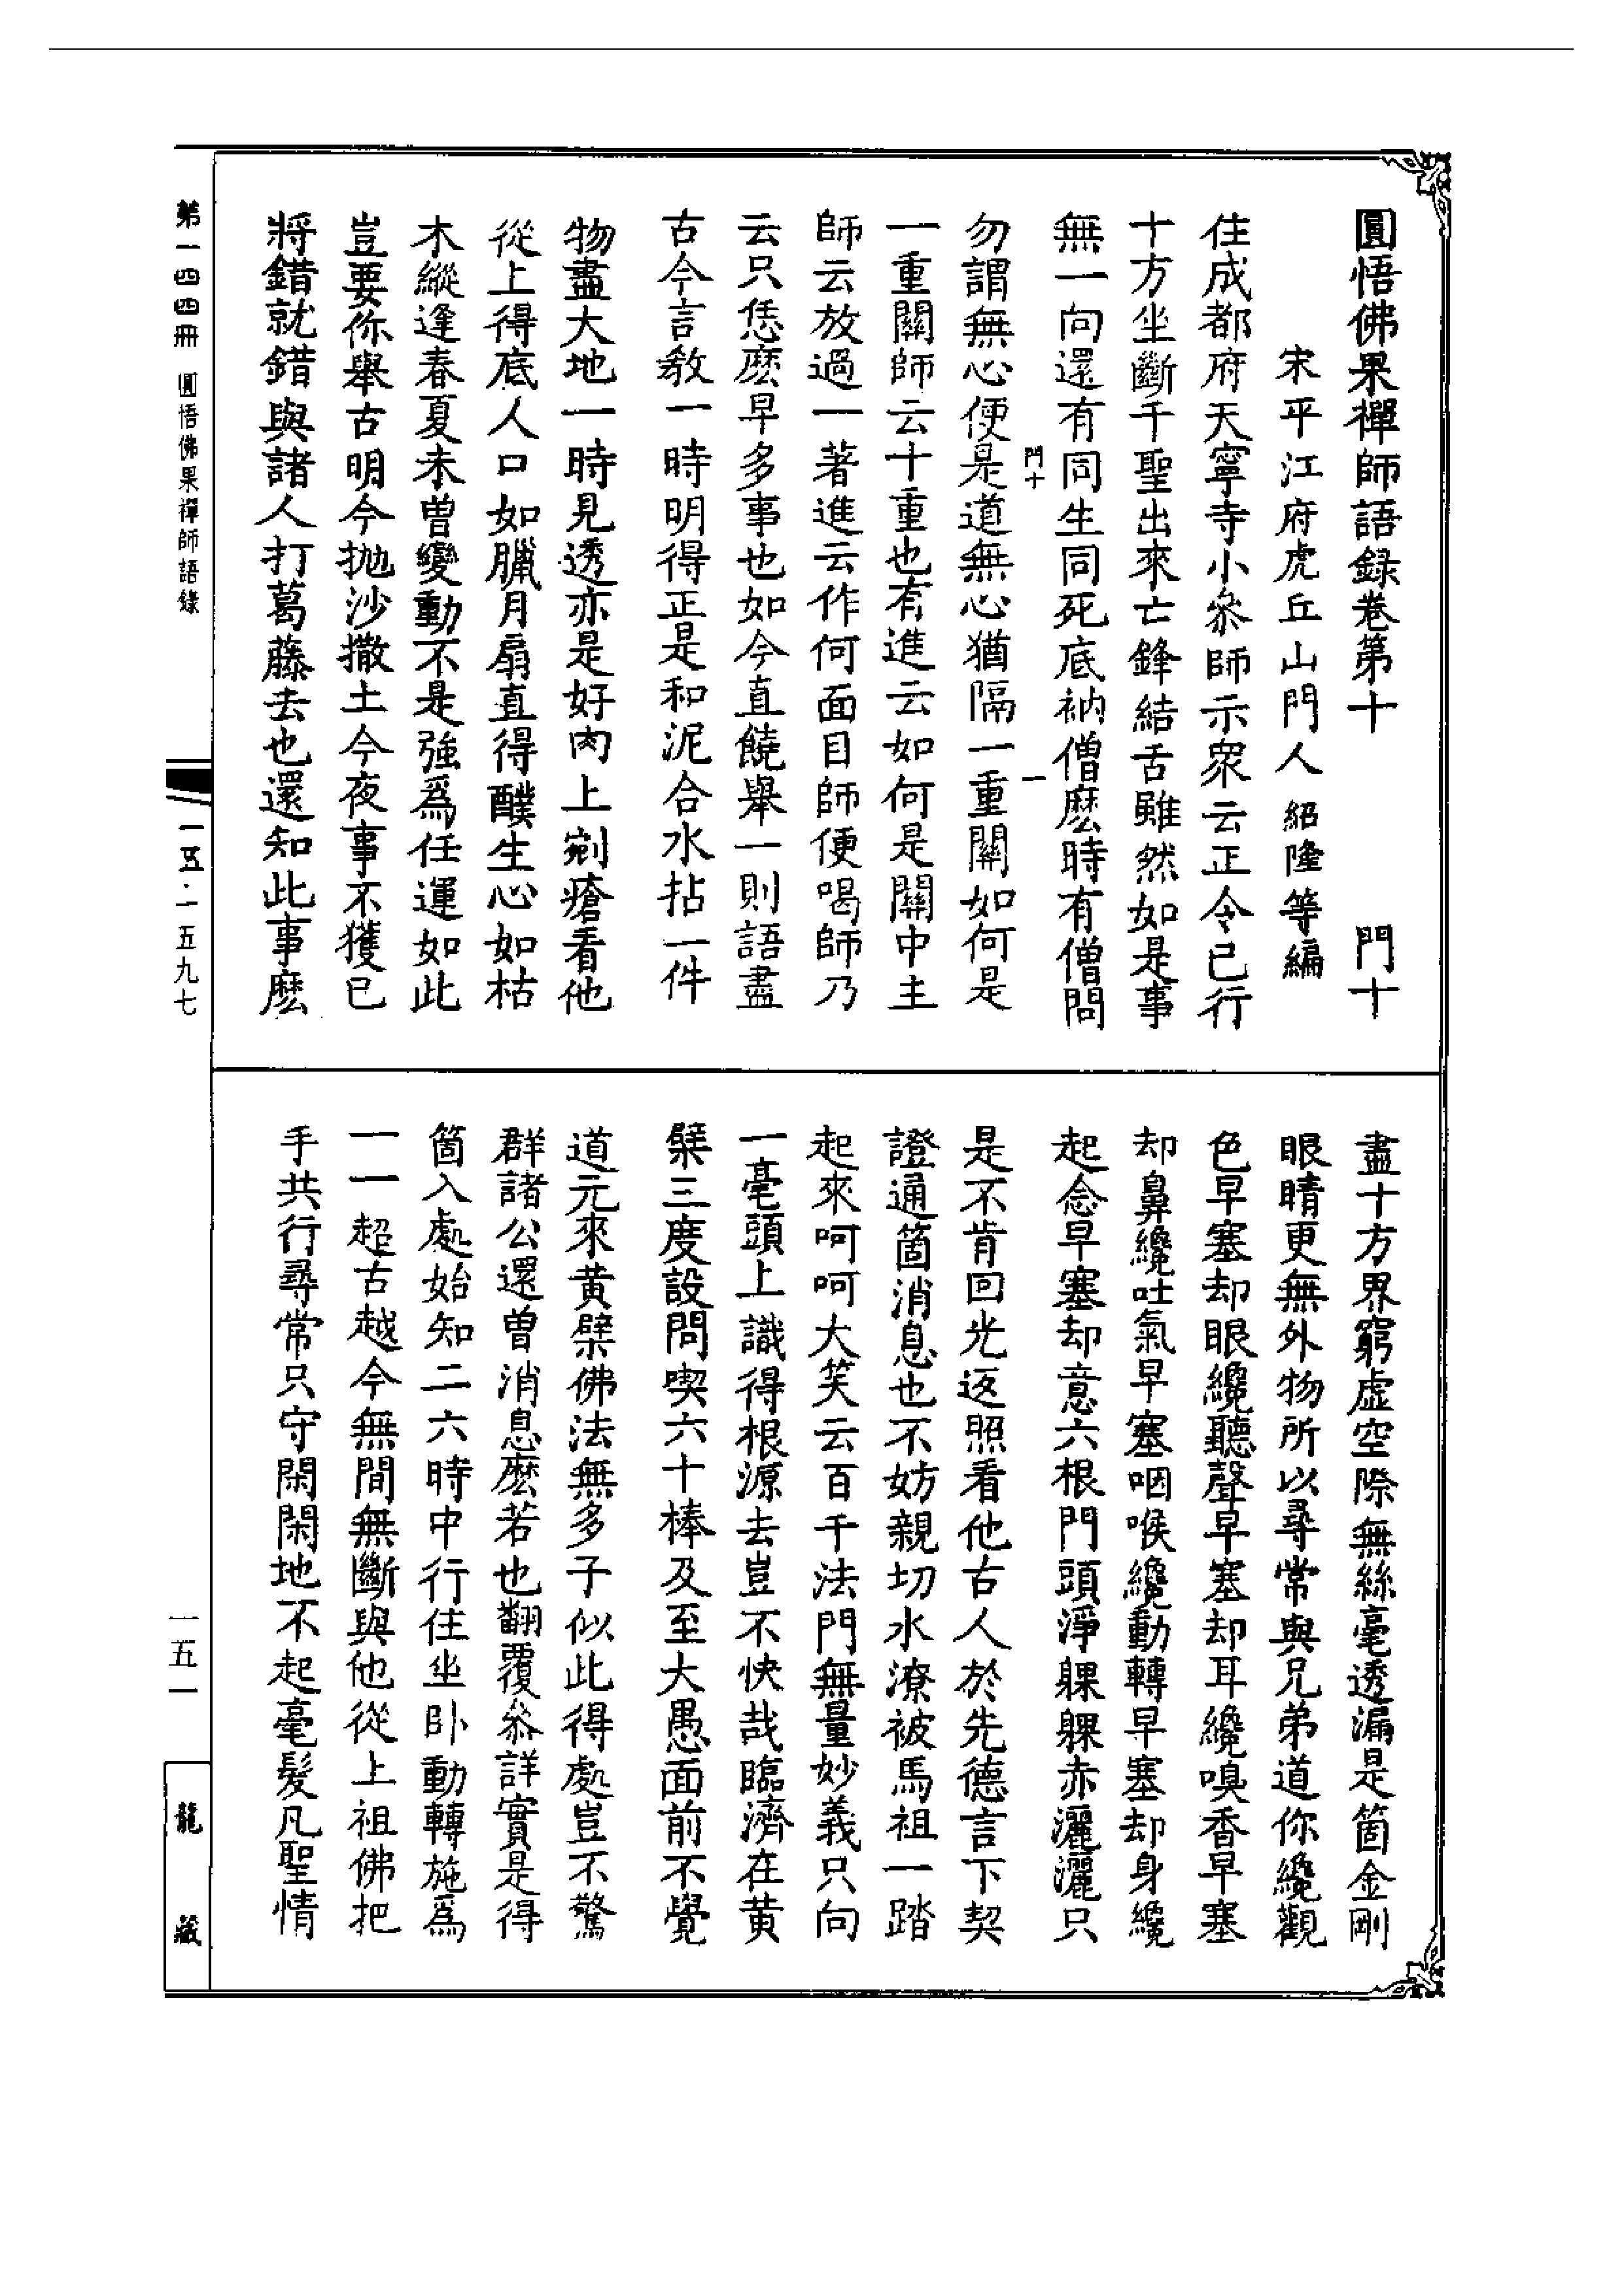 圓悟佛果禪師語録卷第十　門十
宋平江府虎丘山門人紹隆等編
住成都府天寧寺小叅師示衆云正令已行
十方坐斷千聖出來亡鋒結舌雖然如是事
無一向還有同生同死底衲僧麽時有僧問
門十　一
勿謂無心便是道無心猶隔一重關如何是
一重關師云十重也有進云如何是關中主
師云放過一著進云作何面目師便喝師乃
云只恁麽早多事也如今直饒舉一則語盡
古今言教一時明得正是和泥合水拈一件
物盡大地一時見透亦是好肉上剜瘡看他
從上得底人口如臘月扇直得醭生心如枯
木縱逢春夏未曽變動不是強爲任運如此
豈要你舉古明今抛沙撒土今夜事不獲已
將錯就錯與諸人打葛藤去也還知此事麽
盡十方界窮虚空際無絲毫透漏是箇金剛
眼睛更無外物所以尋常與兄弟道你纔觀
色早塞却眼纔聽聲早塞却耳纔嗅香早塞
却鼻纔吐氣早塞咽喉纔動轉早塞却身纔
起念早塞却意六根門頭淨躶躶赤灑灑只
是不肯回光返照看他古人於先德言下契
證通箇消息也不妨親切水潦被馬祖一踏
起來呵呵大笑云百千法門無量妙義只向
一毫頭上識得根源去豈不快哉臨濟在黄
檗三度設問喫六十棒及至大愚面前不覺
道元來黄檗佛法無多子似此得處豈不驚
群諸公還曽消息麽若也翻覆叅詳實是得
箇入處始知二六時中行住坐卧動轉施爲
一一超古越今無間無斷與他從上祖佛把
手共行尋常只守閑閑地不起毫髮凡聖情
第一四四冊　圓悟佛果禪師語錄
一五·一五九七
一五一
龍藏